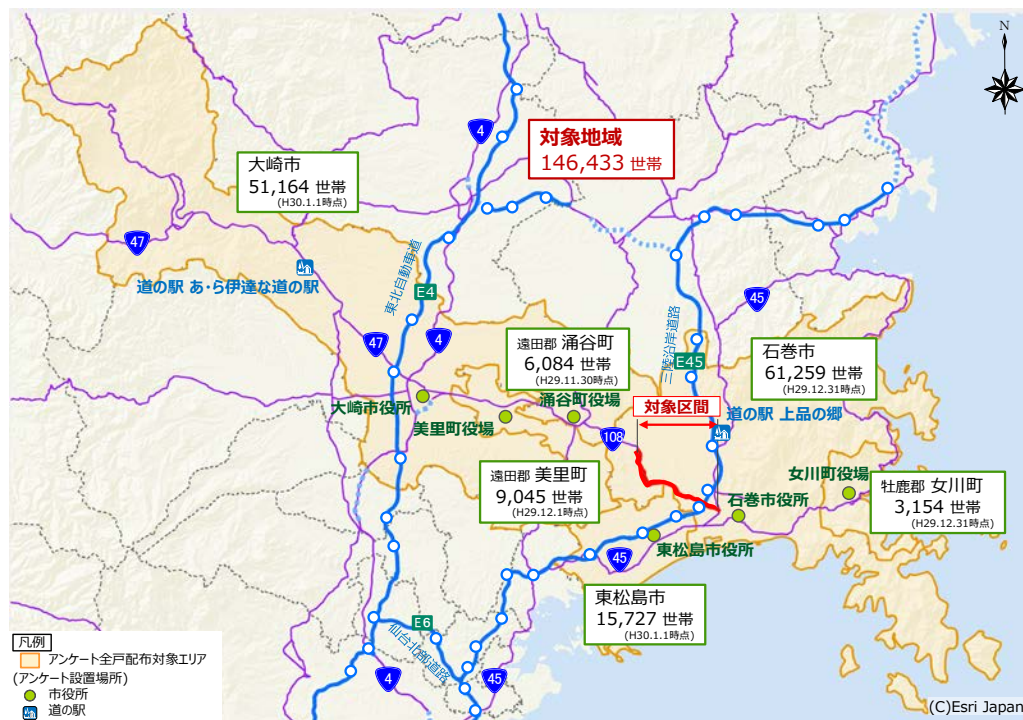 N
4
対象地域
146,433 世帯
大崎市
51,164 世帯
(H30.1.1時点)
47
道の駅 あ・ら伊達な道の駅
東北自動車道
E4
45
三陸沿岸道路
47
4
遠田郡 涌谷町
6,084 世帯
(H29.11.30時点)
E45
石巻市
61,259 世帯
(H29.12.31時点)
大崎市役所
美里町役場
涌谷町役場
対象区間
道の駅 上品の郷
108
遠田郡 美里町
9,045 世帯
(H29.12.1時点)
女川町役場
石巻市役所
牡鹿郡 女川町
3,154 世帯
(H29.12.31時点)
東松島市役所
45
東松島市
15,727 世帯
(H30.1.1時点)
E6
仙台北部道路
4
45
凡例
アンケート全戸配布対象エリア
(アンケート設置場所)
市役所
道の駅
(C)Esri Japan